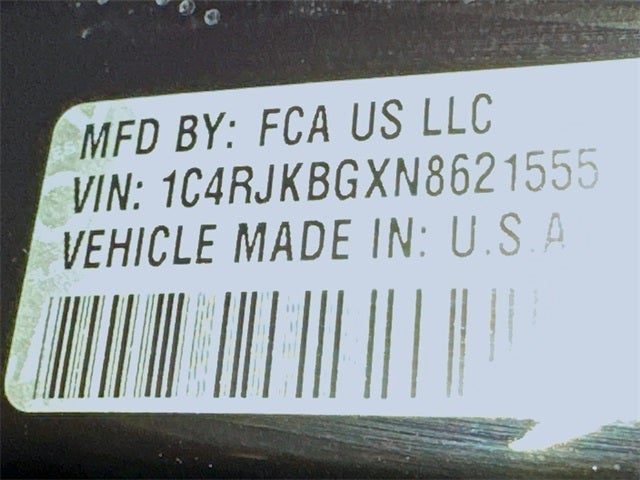 MFD BY: FCA US LLC
VIN: 1C4RJKBGXN8621555
VEHICLE MADE IN: U.S.A